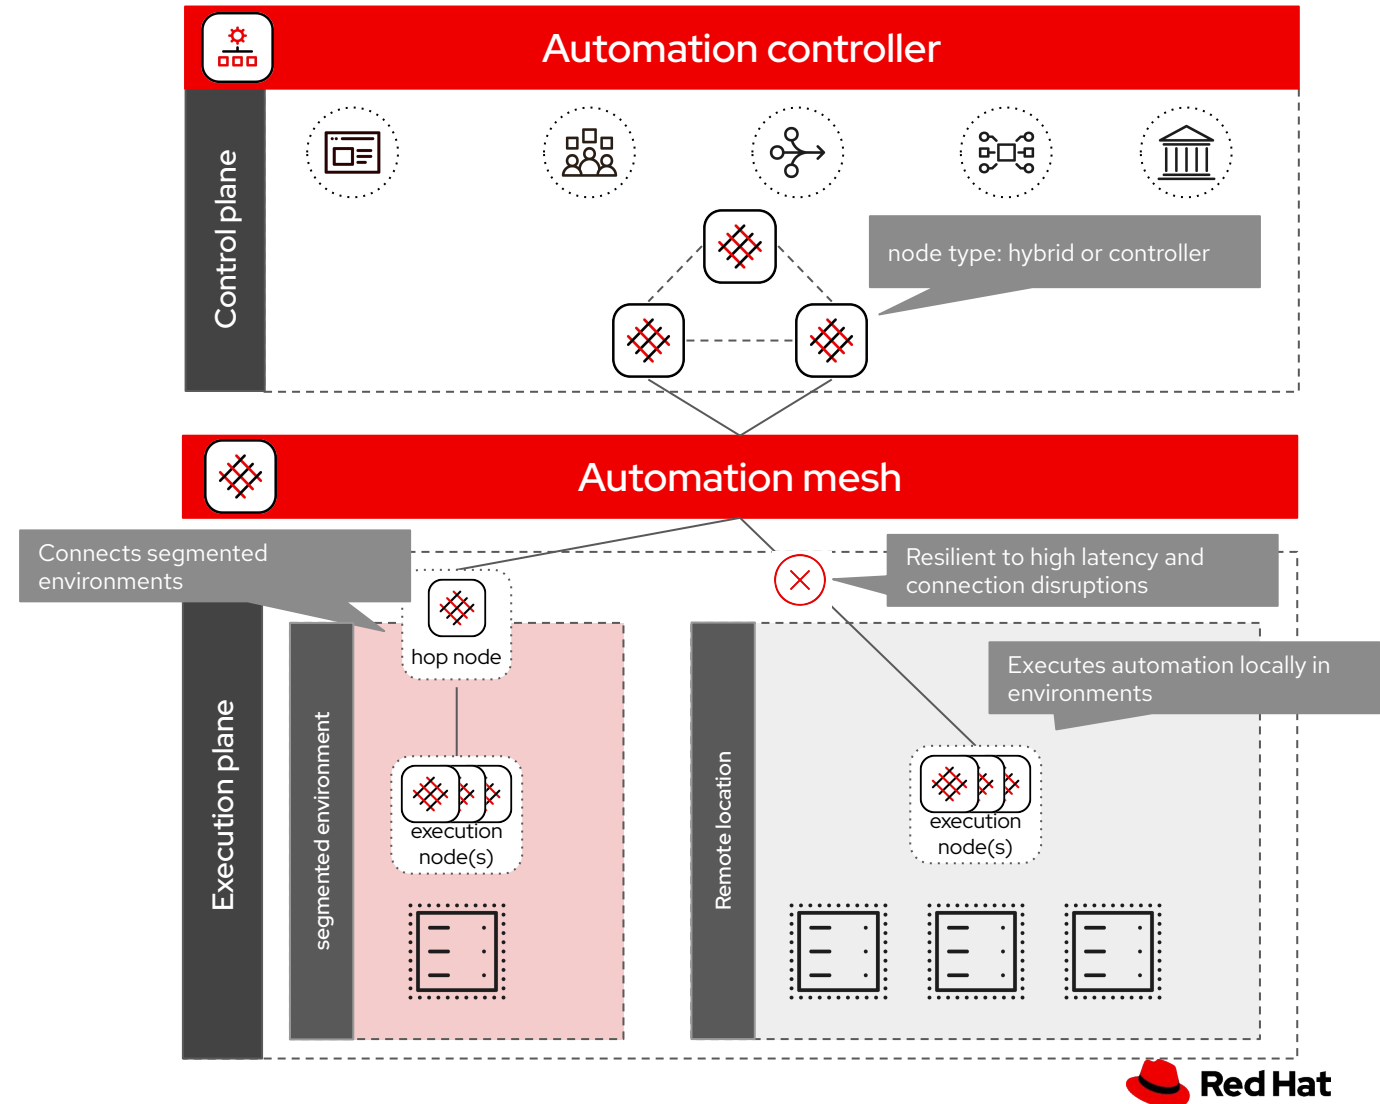 Automation controller
Control plane
node type: hybrid or controller
Automation mesh
Connects segmented
environments
Resilient to high latency and
connection disruptions
hop node
Executes automation locally in
environments
Execution plane
segmented environment
Remote location
execution
node(s)
execution
node(s)
Red Hat